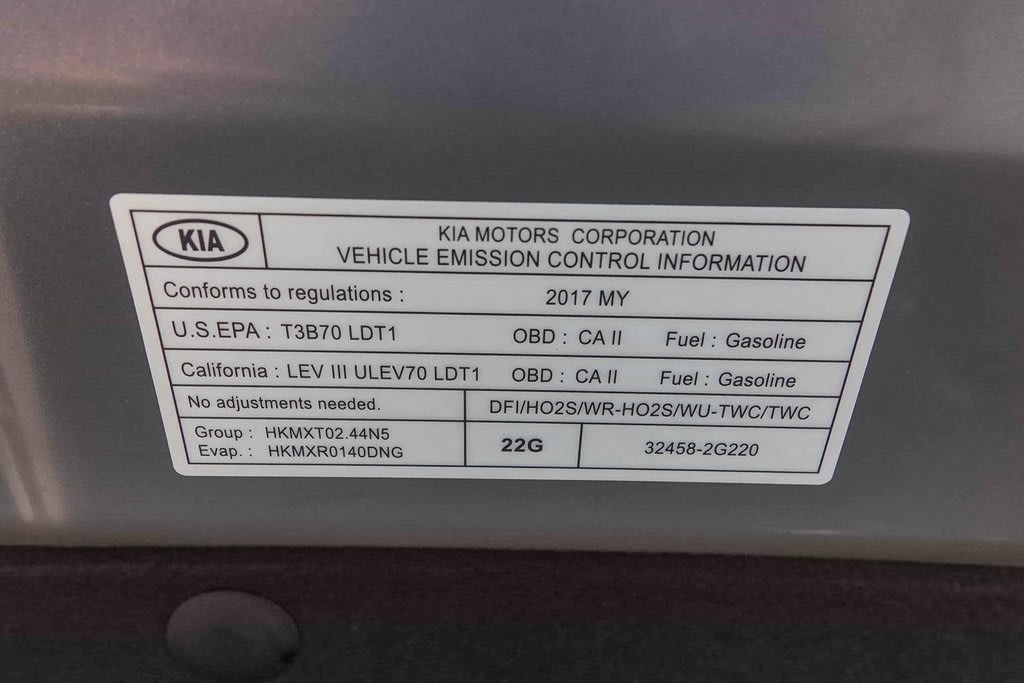 KIA
KIA MOTORS CORPORATION
VEHICLE EMISSION CONTROL INFORMATION
Conforms to regulations : 2017 MY
U.S.EPA : T3B70 LDT1 OBD : CA II Fuel : Gasoline
California : LEV III ULEV70 LDT1 OBD : CA II Fuel : Gasoline
No adjustments needed. DFI/HO2S/WR-HO2S/WU-TWC/TWC
Group : HKMXT02.44N5
Evap. : HKMXR0140DNG
22G 32458-2G220